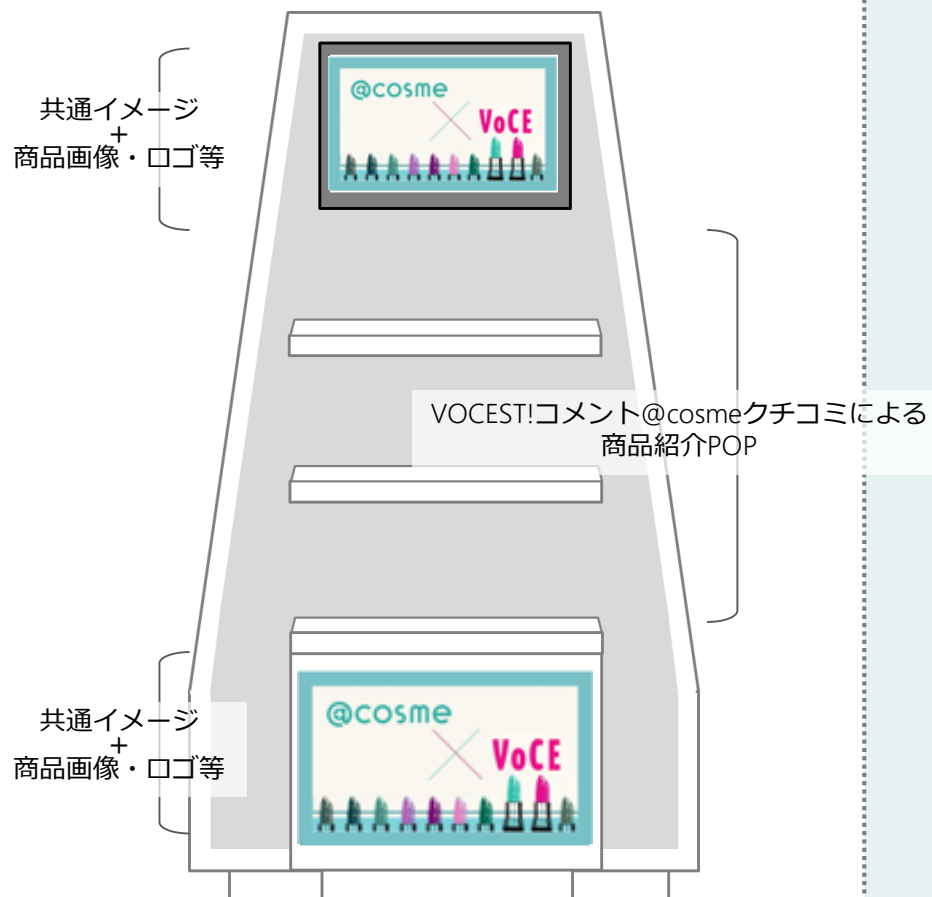 @cosme
VoCE
共通イメージ
+
商品画像・ロゴ等
VOCEST!コメント@cosmeクチコミによる
商品紹介POP
共通イメージ
+
商品画像・ロゴ等
@cosme
VoCE